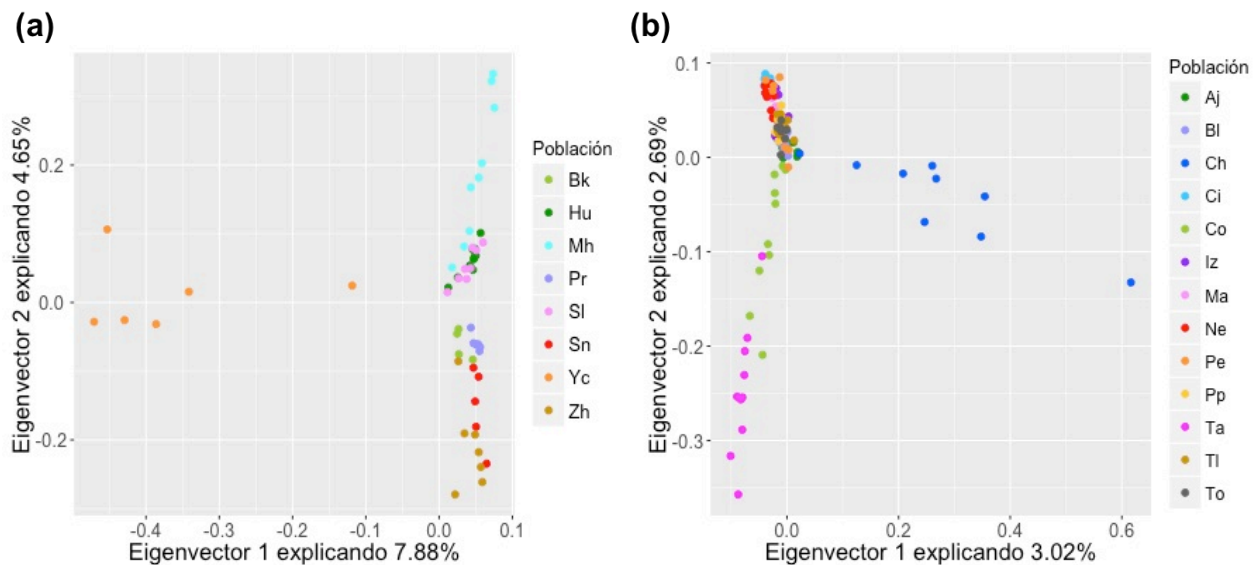 (a)
Eigenvector 2 explicando 4.65%
0.2
0.0
-0.2
-0.4
-0.3
-0.2
-0.1
0.0
0.1
Eigenvector 1 explicando 7.88%
Población
Bk
Hu
Mh
Pr
Sl
Sn
Yc
Zh
(b)
Eigenvector 2 explicando 2.69%
0.1
0.0
-0.1
-0.2
-0.3
0.0
0.2
0.4
0.6
Eigenvector 1 explicando 3.02%
Población
Aj
Bl
Ch
Ci
Co
Iz
Ma
Ne
Pe
Pp
Ta
Tl
To